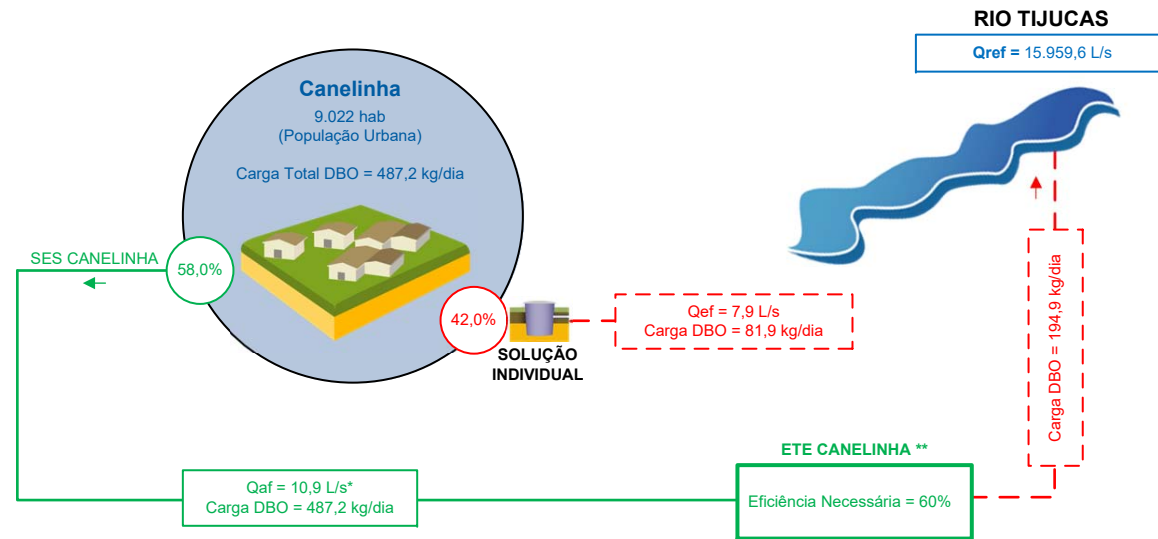 RIO TIJUCAS
Qref = 15.959,6 L/s
Canelinha
9.022 hab
(População Urbana)
Carga Total DBO = 487,2 kg/dia
SES CANELINHA
58,0%
42,0%
SOLUÇÃO
INDIVIDUAL
Qef = 7,9 L/s
Carga DBO = 81,9 kg/dia
Carga DBO = 194,9 kg/dia
ETE CANELINHA **
Eficiência Necessária = 60%
Qaf = 10,9 L/s*
Carga DBO = 487,2 kg/dia